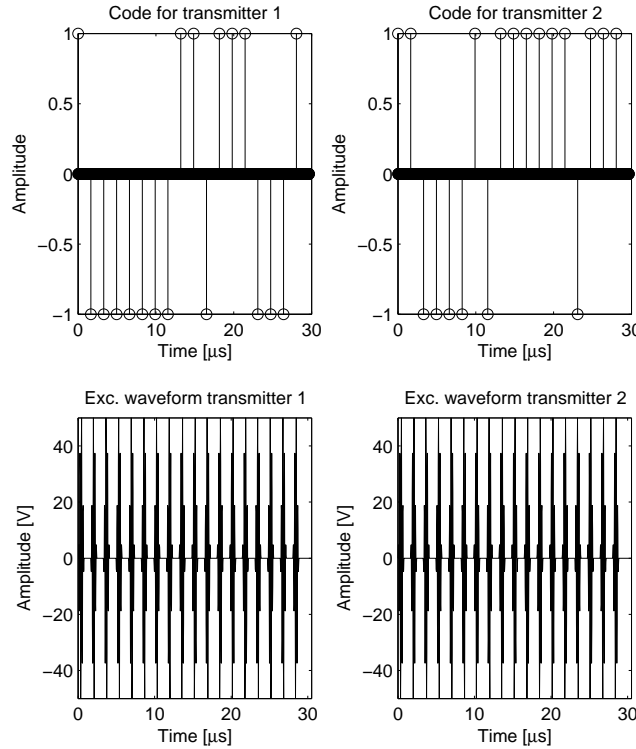 Code for transmitter 1
1
0.5
0
−0.5
−1
Amplitude
0 10 20 30
Time [μs]
Code for transmitter 2
1
0.5
0
−0.5
−1
Amplitude
0 10 20 30
Time [μs]
Exc. waveform transmitter 1
40
20
0
−20
−40
Amplitude [V]
0 10 20 30
Time [μs]
Exc. waveform transmitter 2
40
20
0
−20
−40
Amplitude [V]
0 10 20 30
Time [μs]